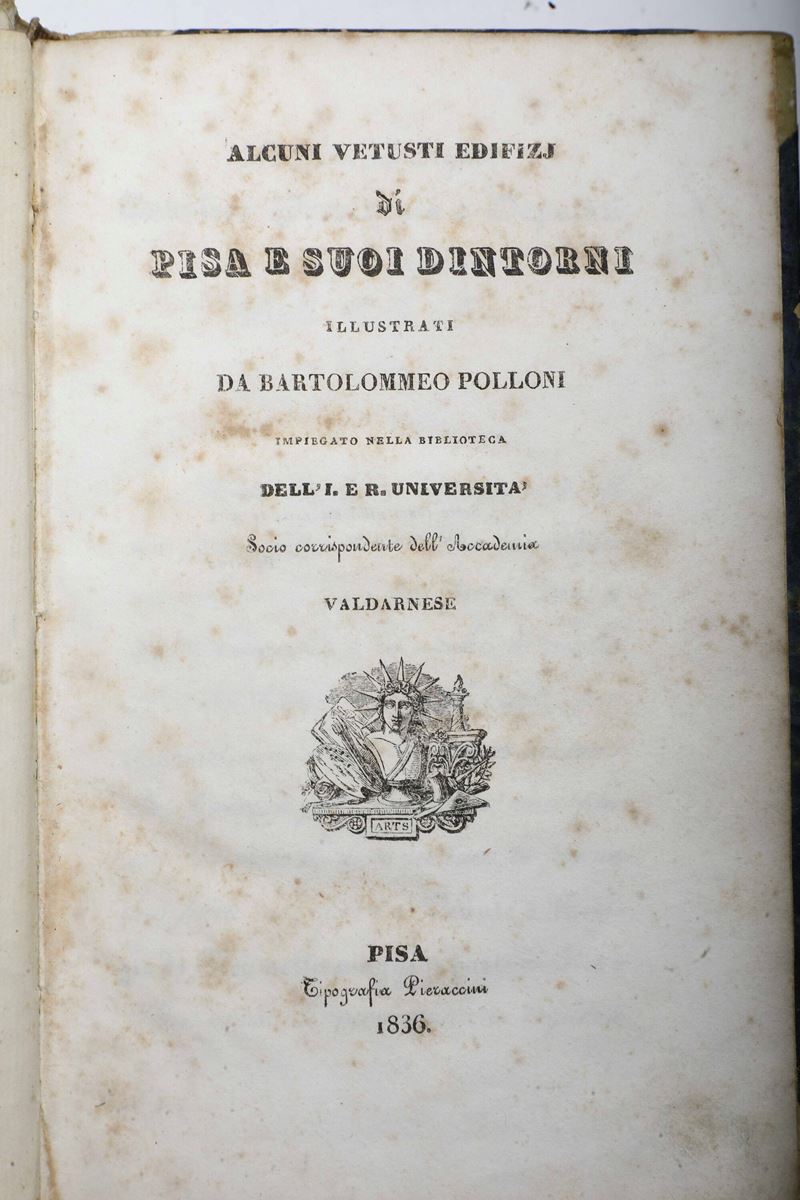 ALCUNI VETUSTI EDIFIZJ
di
PISA E SUOI DINTORNI
ILLUSTRATI
DA BARTOLOMMEO POLLONI
IMPIEGATO NELLA BIBLIOTECA
DELL' I. E R. UNIVERSITA'
Socio corrispondente dell' Accademia
VALDARNESE
ARTS
PISA
Tipografia Pieraccini
1836.